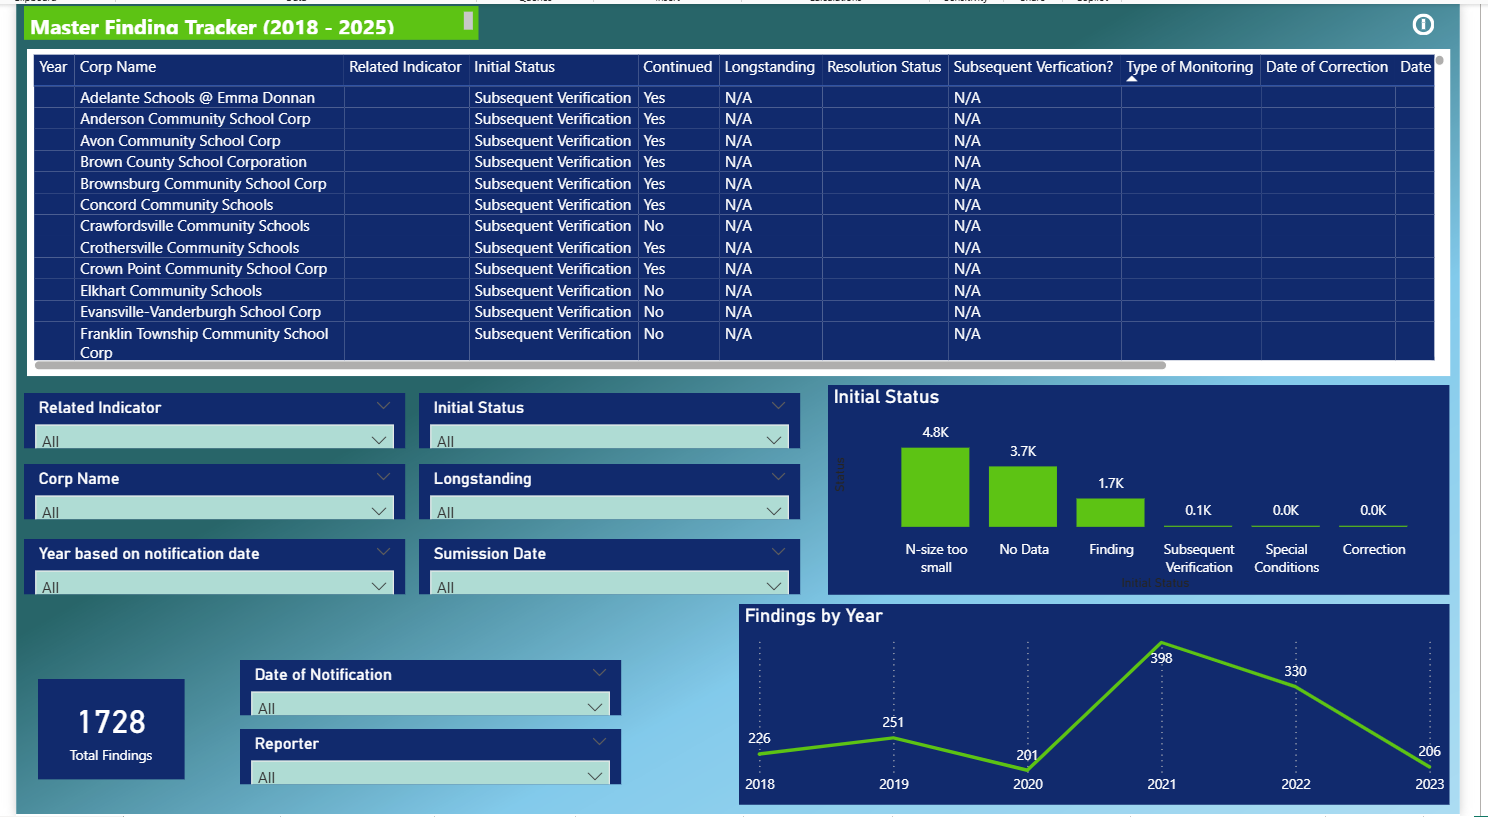 Master Finding Tracker (2018 - 2025)
Year Corp Name Related Indicator Initial Status Continued Longstanding Resolution Status Subsequent Verfication? Type of Monitoring Date of Correction Date
Adelante Schools @ Emma Donnan Subsequent Verification Yes N/A N/A
Anderson Community School Corp Subsequent Verification Yes N/A N/A
Avon Community School Corp Subsequent Verification Yes N/A N/A
Brown County School Corporation Subsequent Verification Yes N/A N/A
Brownsburg Community School Corp Subsequent Verification Yes N/A N/A
Concord Community Schools Subsequent Verification Yes N/A N/A
Crawfordsville Community Schools Subsequent Verification No N/A N/A
Crothersville Community Schools Subsequent Verification Yes N/A N/A
Crown Point Community School Corp Subsequent Verification Yes N/A N/A
Elkhart Community Schools Subsequent Verification No N/A N/A
Evansville-Vanderburgh School Corp Subsequent Verification No N/A N/A
Franklin Township Community School Subsequent Verification No N/A N/A
Corp
Related Indicator
All
Initial Status
All
Corp Name
All
Longstanding
All
Year based on notification date
All
Sumission Date
All
Initial Status
4.8K 3.7K 1.7K 0.1K 0.0K 0.0K
N-size too No Data Finding Subsequent Special Correction
small Verification Conditions
Initial Status
Date of Notification
All
Reporter
All
1728
Total Findings
Findings by Year
226 251 201 398 330 206
2018 2019 2020 2021 2022 2023